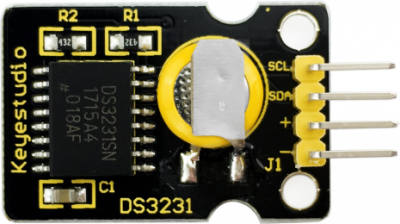 R2
R1
432
432
Keyestudio
DS3231SN
1715A4
# 018AF
SCL
SDA
+
-
J1
C1
DS3231